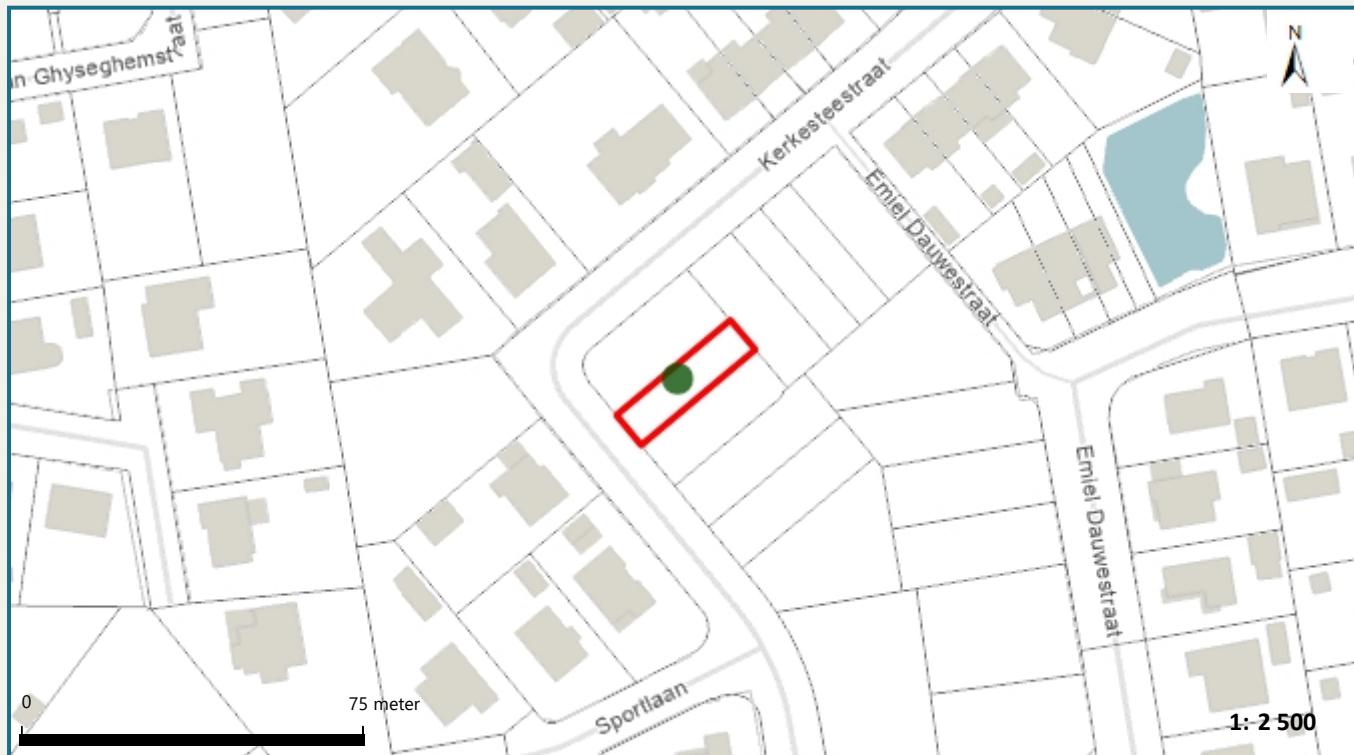 n Ghyseghemstraat
N
Kerkesteestraat
Emiel Dauwestraat
Emiel Dauwestraat
Sportlaan
0
75 meter
1: 2 500